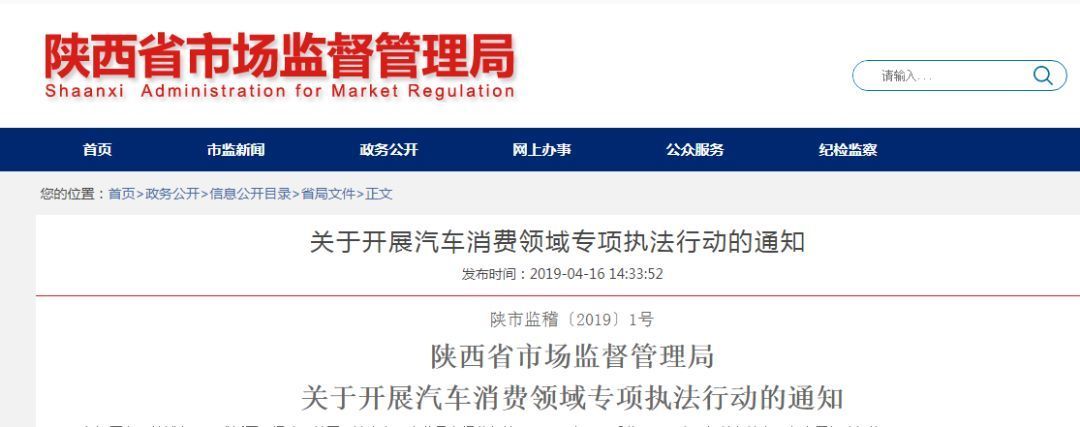 陕西省市场监督管理局
Shaanxi Administration for Market Regulation
请输入...
首页 市监新闻 政务公开 网上办事 公众服务 纪检监察
您的位置：首页>政务公开>信息公开目录>省局文件>正文
关于开展汽车消费领域专项执法行动的通知
发布时间：2019-04-16 14:33:52
陕市监稽〔2019〕1号
陕西省市场监督管理局
关于开展汽车消费领域专项执法行动的通知